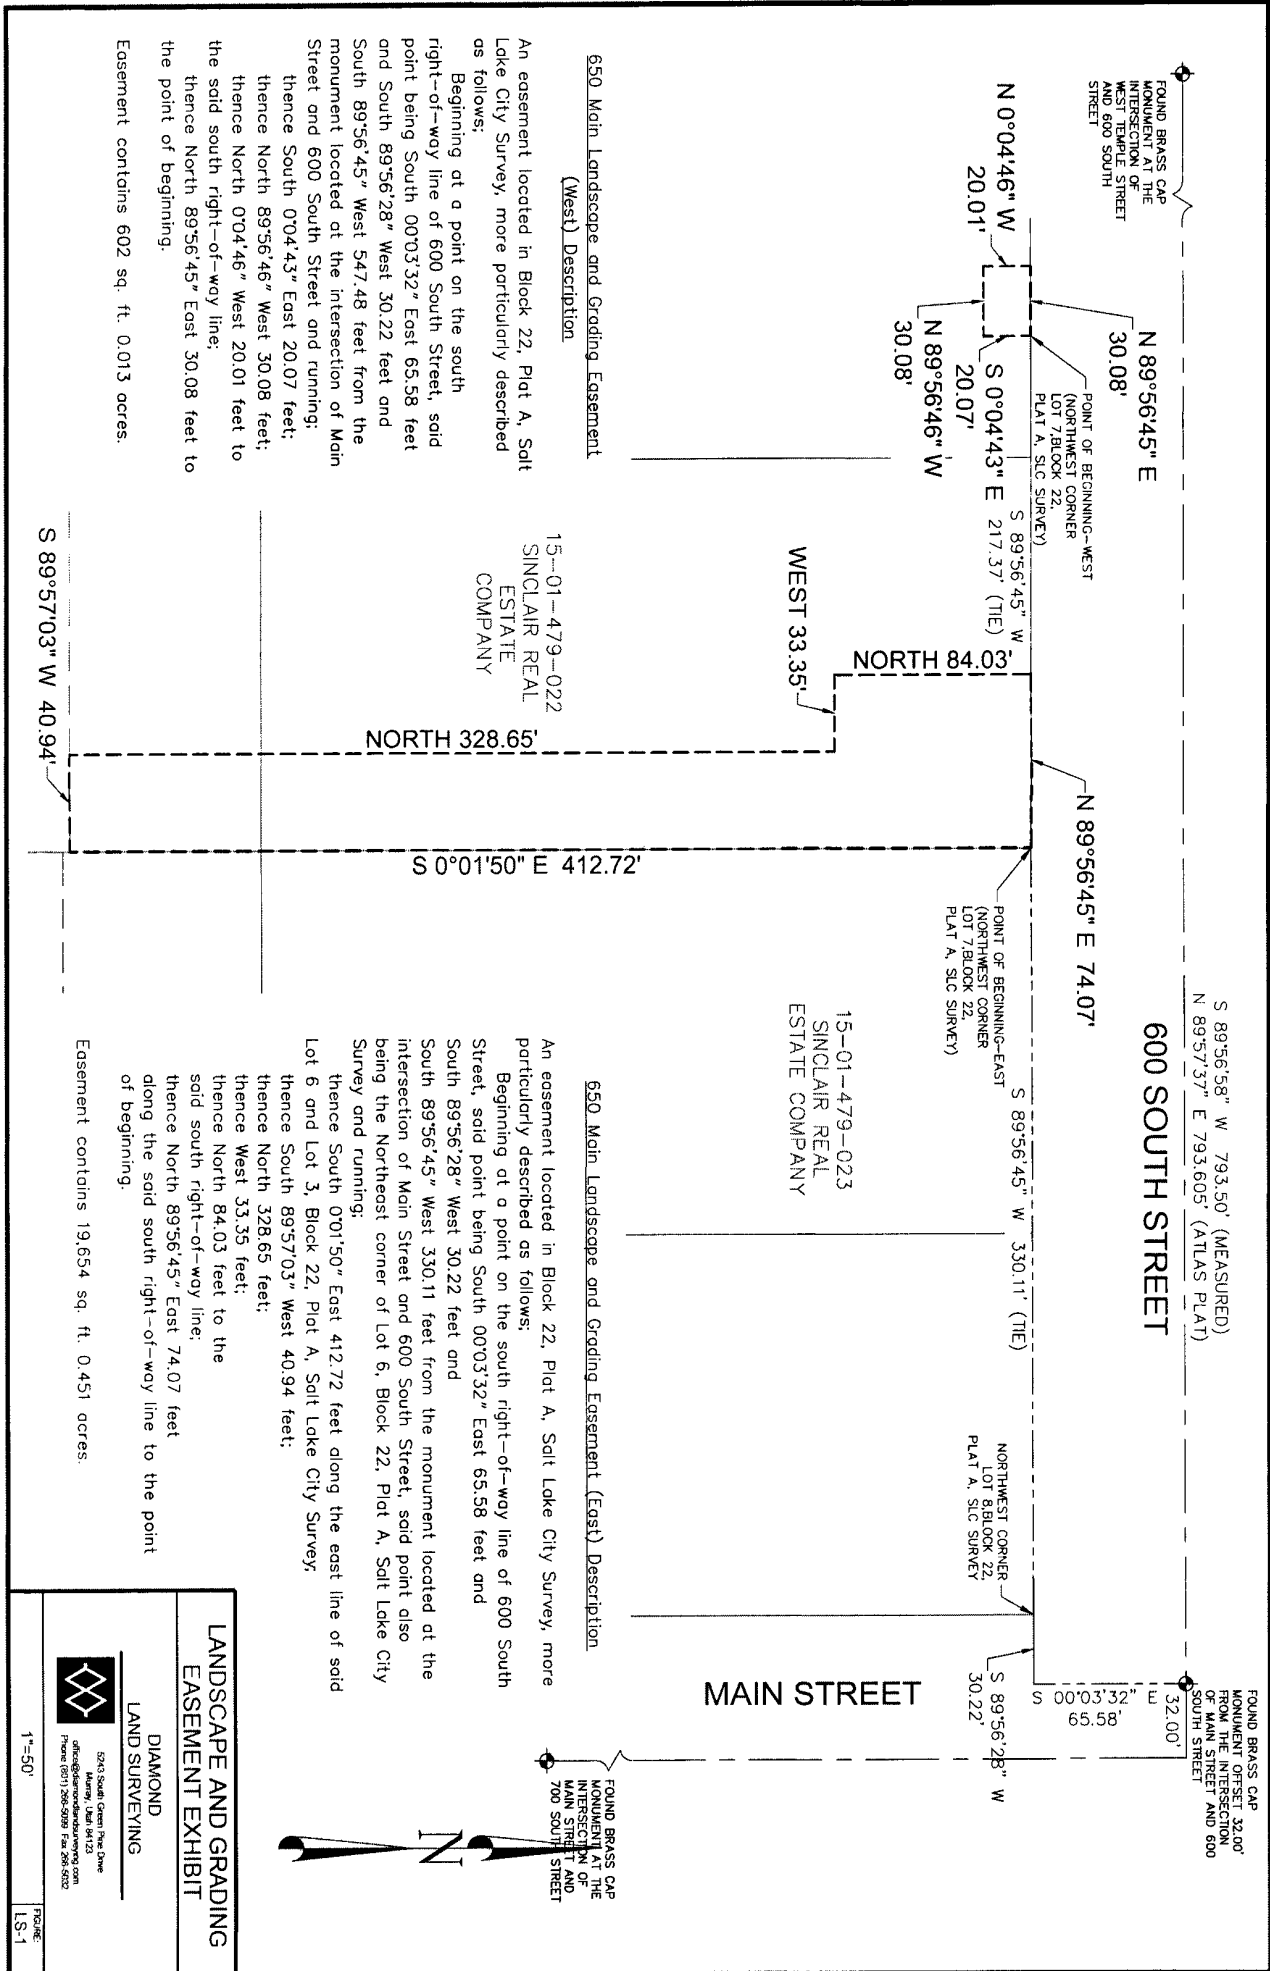 FOUND BRASS CAP
MONUMENT AT THE
INTERSECTION OF
WEST TEMPLE STREET
AND 600 SOUTH
STREET
S 89°56'58" W 793.50' (MEASURED)
N 89°57'37" E 793.605' (ATLAS PLAT)
600 SOUTH STREET
FOUND BRASS CAP
MONUMENT OFFSET 32.00'
FROM THE INTERSECTION
OF MAIN STREET AND 600
SOUTH STREET
32.00'
S 00°03'32" E
65.58'
N 89°56'45" E
30.08'
N 0°04'46" W
20.01'
S 0°04'43" E
20.07'
N 89°56'46" W
30.08'
POINT OF BEGINNING-WEST
(NORTHWEST CORNER
LOT 7,BLOCK 22,
PLAT A, SLC SURVEY)
S 89°56'45" W
217.37' (TIE)
N 89°56'45" E 74.07'
POINT OF BEGINNING-EAST
(NORTHWEST CORNER
LOT 7,BLOCK 22,
PLAT A, SLC SURVEY)
S 89°56'45" W 330.11' (TIE)
NORTHWEST CORNER
LOT 8,BLOCK 22,
PLAT A, SLC SURVEY
S 89°56'28" W
30.22'
NORTH 84.03'
WEST 33.35'
NORTH 328.65'
S 0°01'50" E 412.72'
S 89°57'03" W 40.94'
15-01-479-022
SINCLAIR REAL
ESTATE
COMPANY
15-01-479-023
SINCLAIR REAL
ESTATE COMPANY
MAIN STREET
FOUND BRASS CAP
MONUMENT AT THE
INTERSECTION OF
MAIN STREET AND
700 SOUTH STREET
N
650 Main Landscape and Grading Easement
(West) Description
An easement located in Block 22, Plat A, Salt
Lake City Survey, more particularly described
as follows;
Beginning at a point on the south
right-of-way line of 600 South Street, said
point being South 00°03'32" East 65.58 feet
and South 89°56'28" West 30.22 feet and
South 89°56'45" West 547.48 feet from the
monument located at the intersection of Main
Street and 600 South Street and running;
thence South 0°04'43" East 20.07 feet;
thence North 89°56'46" West 30.08 feet;
thence North 0°04'46" West 20.01 feet to
the said south right-of-way line;
thence North 89°56'45" East 30.08 feet to
the point of beginning.
Easement contains 602 sq. ft. 0.013 acres.
650 Main Landscape and Grading Easement (East) Description
An easement located in Block 22, Plat A, Salt Lake City Survey, more
particularly described as follows;
Beginning at a point on the south right-of-way line of 600 South
Street, said point being South 00°03'32" East 65.58 feet and
South 89°56'28" West 30.22 feet and
South 89°56'45" West 330.11 feet from the monument located at the
intersection of Main Street and 600 South Street, said point also
being the Northeast corner of Lot 6, Block 22, Plat A, Salt Lake City
Survey and running;
thence South 0°01'50" East 412.72 feet along the east line of said
Lot 6 and Lot 3, Block 22, Plat A, Salt Lake City Survey;
thence South 89°57'03" West 40.94 feet;
thence North 328.65 feet;
thence West 33.35 feet;
thence North 84.03 feet to the
said south right-of-way line;
thence North 89°56'45" East 74.07 feet
along the said south right-of-way line to the point
of beginning.
Easement contains 19,654 sq. ft. 0.451 acres.
LANDSCAPE AND GRADING
EASEMENT EXHIBIT
DIAMOND
LAND SURVEYING
5243 South Green Pine Drive
Murray, Utah 84123
office@diamondlandsurveying.com
Phone (801) 266-5099 Fax 266-5032
1"=50'
FIGURE:
LS-1